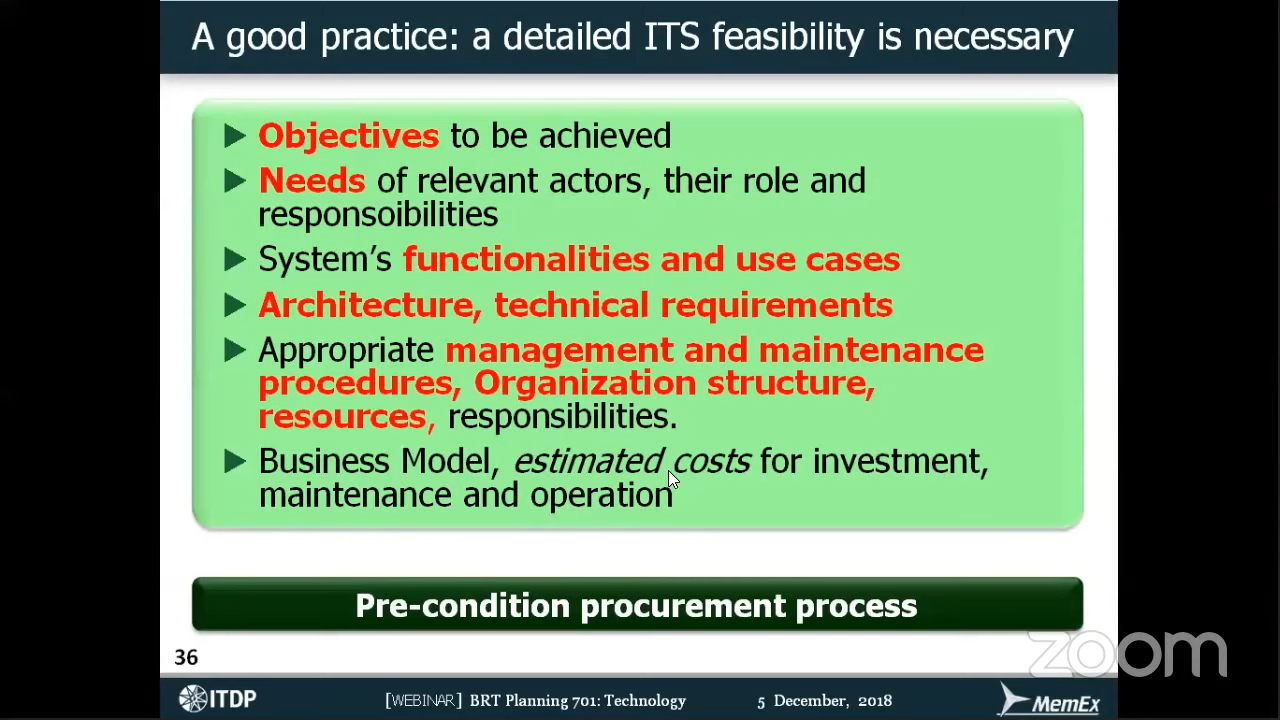 A good practice: a detailed ITS feasibility is necessary
Objectives to be achieved
Needs of relevant actors, their role and
responsoibilities
System's functionalities and use cases
Architecture, technical requirements
Appropriate management and maintenance
procedures, Organization structure,
resources, responsibilities.
Business Model, estimated costs for investment,
maintenance and operation
Pre-condition procurement process
zoom
36
ITDP
[WEBINAR] BRT Planning 701: Technology
5 December, 2018
MemEx